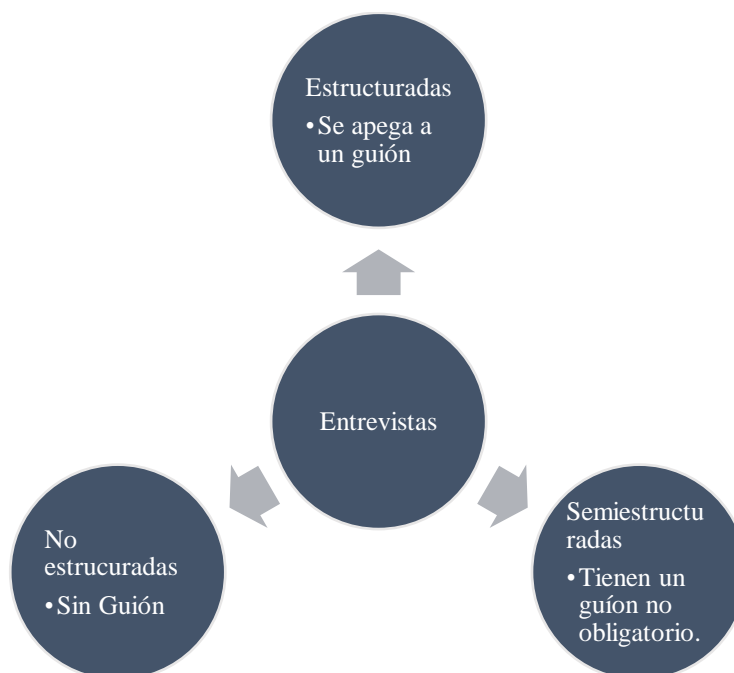 Estructuradas
•Se apega a
un guión
Entrevistas
No
estrucuradas
•Sin Guión
Semiestructu
radas
•Tienen un
guíon no
obligatorio.